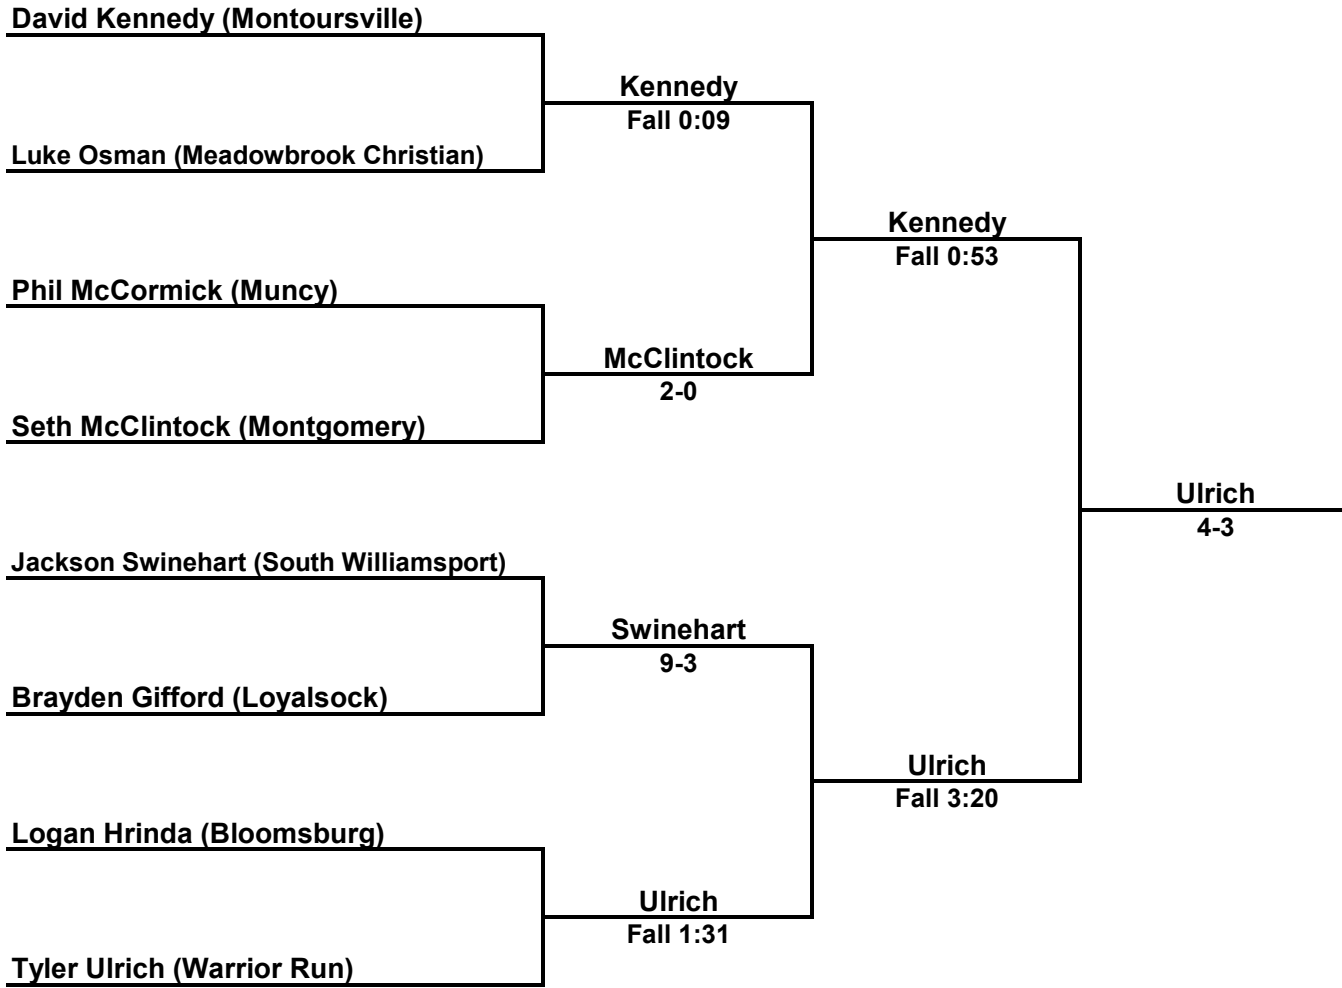 David Kennedy (Montoursville)
Kennedy
Fall 0:09
Luke Osman (Meadowbrook Christian)
Kennedy
Fall 0:53
Phil McCormick (Muncy)
McClintock
2-0
Seth McClintock (Montgomery)
Ulrich
4-3
Jackson Swinehart (South Williamsport)
Swinehart
9-3
Brayden Gifford (Loyalsock)
Ulrich
Fall 3:20
Logan Hrinda (Bloomsburg)
Ulrich
Fall 1:31
Tyler Ulrich (Warrior Run)